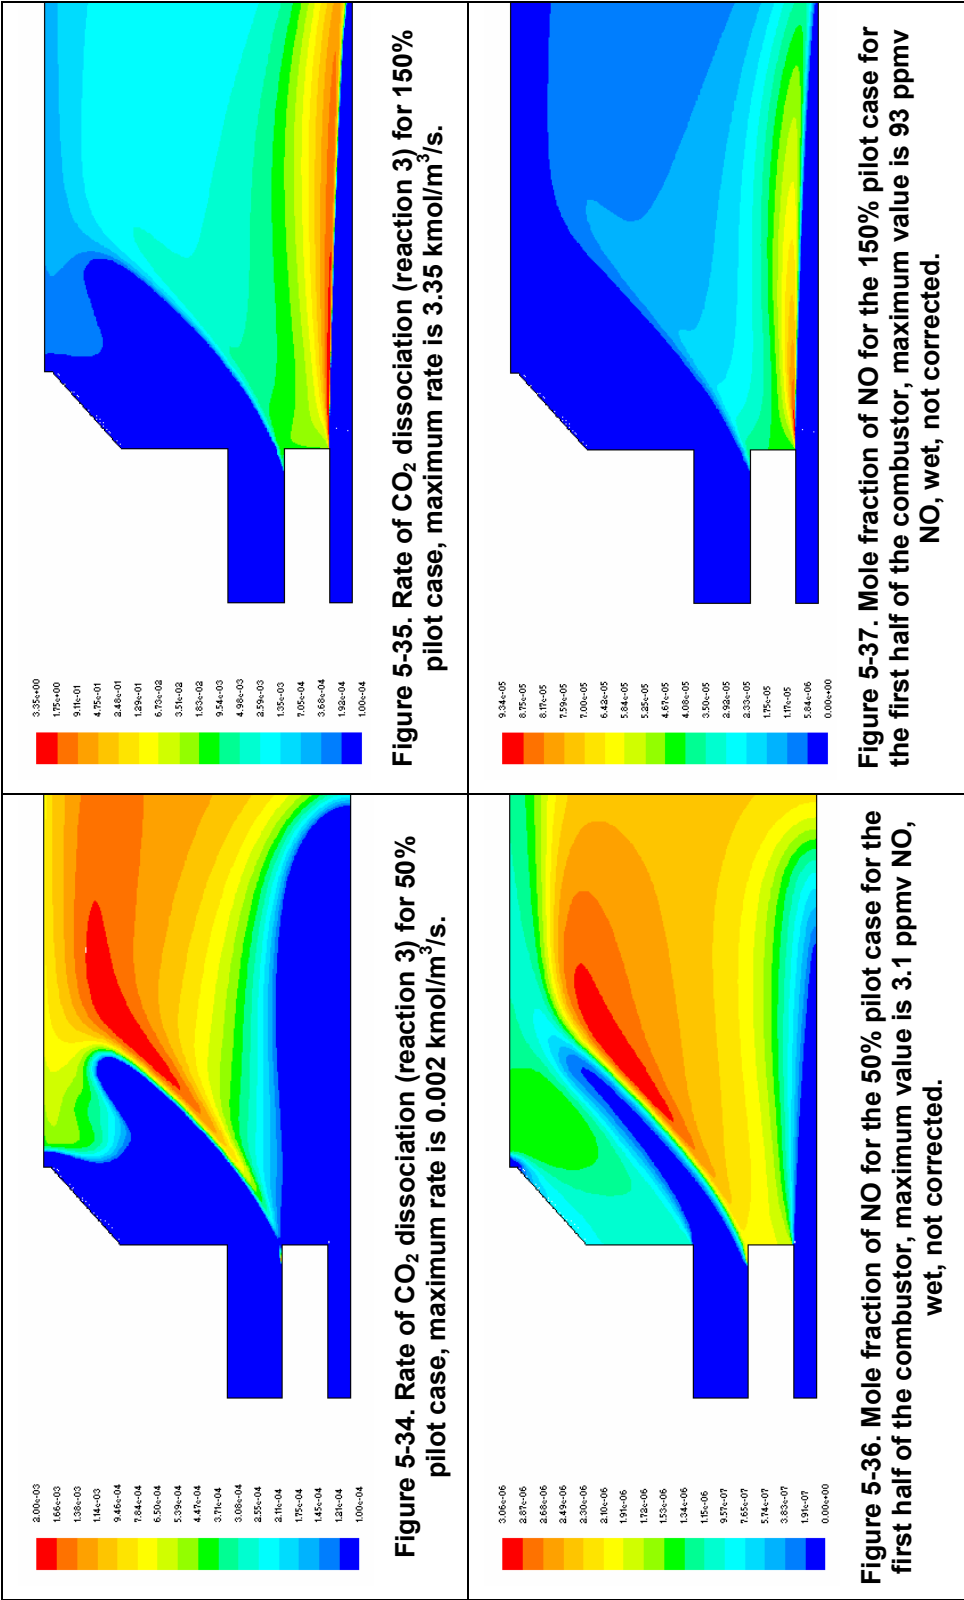 2.00e-03
1.66e-03
1.38e-03
1.14e-03
9.46e-04
7.84e-04
6.50e-04
5.39e-04
4.47e-04
3.71e-04
3.08e-04
2.55e-04
2.11e-04
1.75e-04
1.45e-04
1.21e-04
1.00e-04
Figure 5-34. Rate of CO₂ dissociation (reaction 3) for 50%
pilot case, maximum rate is 0.002 kmol/m³/s.
3.35e+00
1.75e+00
9.11e-01
4.75e-01
2.48e-01
1.29e-01
6.73e-02
3.51e-02
1.83e-02
9.54e-03
4.98e-03
2.59e-03
1.35e-03
7.05e-04
3.68e-04
1.92e-04
1.00e-04
Figure 5-35. Rate of CO₂ dissociation (reaction 3) for 150%
pilot case, maximum rate is 3.35 kmol/m³/s.
3.06e-06
2.87e-06
2.68e-06
2.49e-06
2.30e-06
2.10e-06
1.91e-06
1.72e-06
1.53e-06
1.34e-06
1.15e-06
9.57e-07
7.65e-07
5.74e-07
3.83e-07
1.91e-07
0.00e+00
Figure 5-36. Mole fraction of NO for the 50% pilot case for the
first half of the combustor, maximum value is 3.1 ppmv NO,
wet, not corrected.
9.34e-05
8.75e-05
8.17e-05
7.59e-05
7.00e-05
6.42e-05
5.84e-05
5.25e-05
4.67e-05
4.08e-05
3.50e-05
2.92e-05
2.33e-05
1.75e-05
1.17e-05
5.84e-06
0.00e+00
Figure 5-37. Mole fraction of NO for the 150% pilot case for
the first half of the combustor, maximum value is 93 ppmv
NO, wet, not corrected.